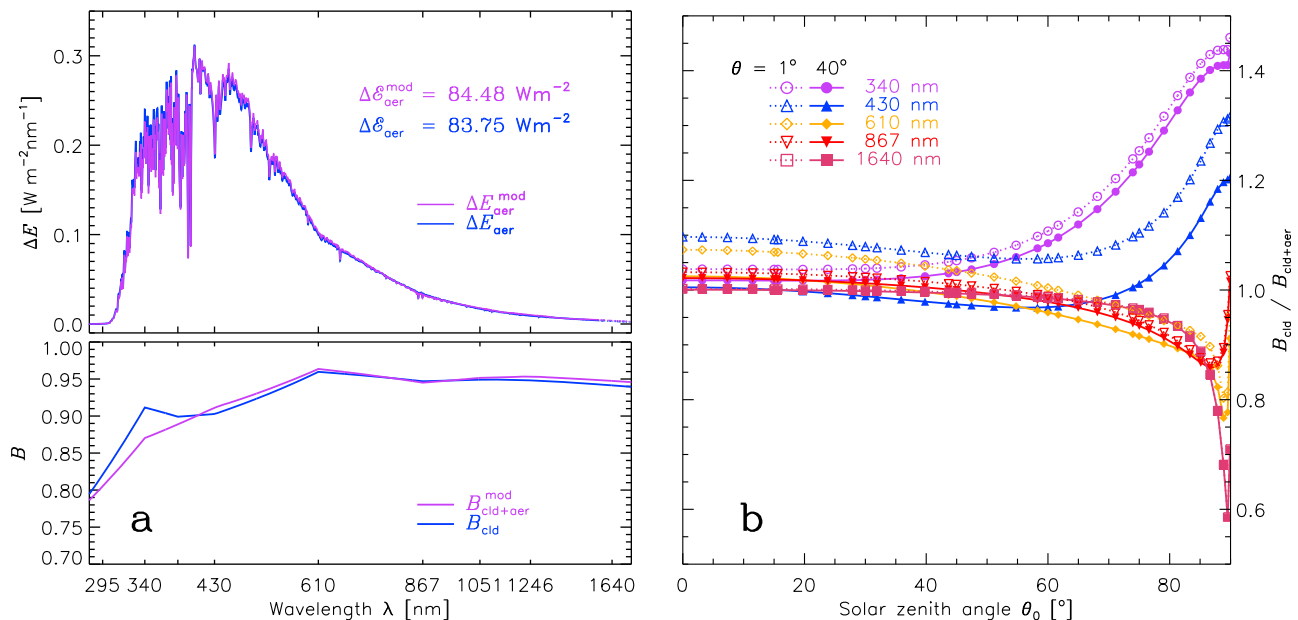 0.3
0.2
0.1
0.0
ΔE [W m⁻² nm⁻¹]
Δℰ_aer^mod = 84.48 Wm⁻²
Δℰ_aer = 83.75 Wm⁻²
ΔE_aer^mod
ΔE_aer
1.00
0.95
0.90
0.85
0.80
0.75
0.70
B
a
B_cld+aer^mod
B_cld
295 340 430 610 867 1051 1246 1640
Wavelength λ [nm]
θ = 1° 40°
340 nm
430 nm
610 nm
867 nm
1640 nm
b
1.4
1.2
1.0
0.8
0.6
B_cld / B_cld+aer
0 20 40 60 80
Solar zenith angle θ₀ [°]